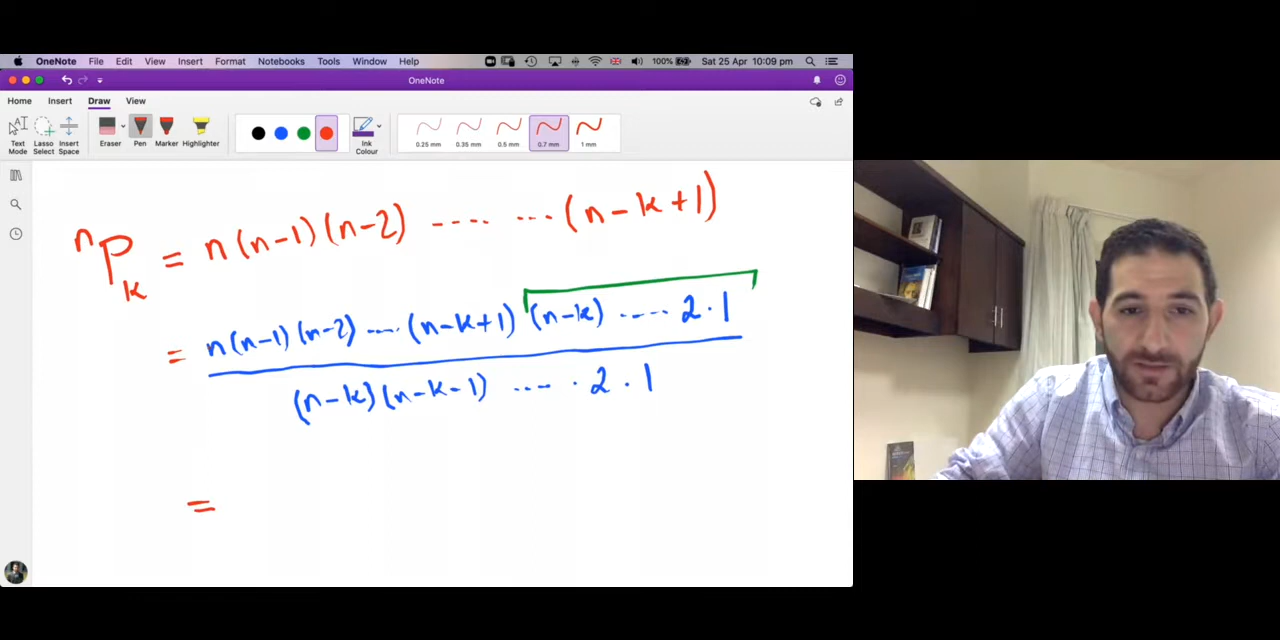 OneNote File Edit View Insert Format Notebooks Tools Window Help 100% Sat 25 Apr 10:09 pm
OneNote
Home Insert Draw View
Text Mode Lasso Select Insert Space Eraser Pen Marker Highlighter Ink Colour 0.25 mm 0.35 mm 0.5 mm 0.7 mm 1 mm
ⁿPₖ = n(n-1)(n-2) .... ...(n-k+1)
= n(n-1)(n-2) .... (n-k+1) (n-k) ..... 2 . 1
(n-k)(n-k-1) .... . 2 . 1
=